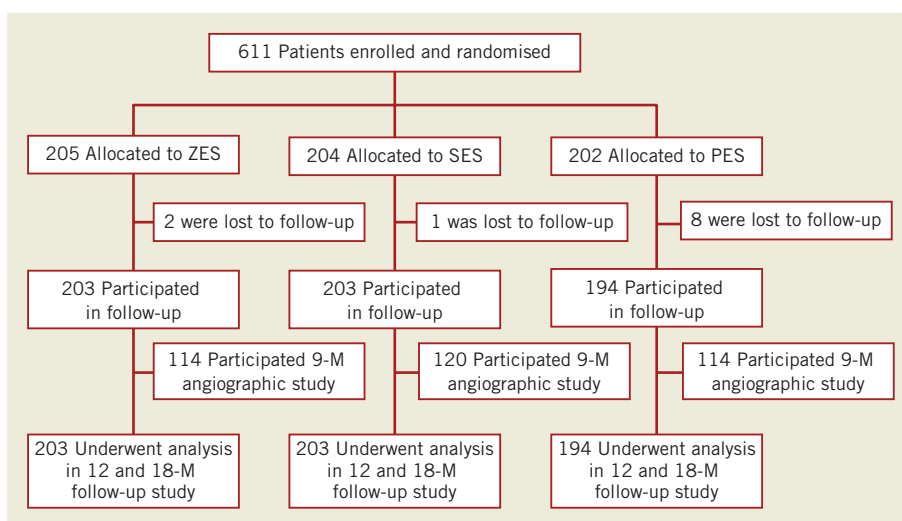 611 Patients enrolled and randomised
205 Allocated to ZES
204 Allocated to SES
202 Allocated to PES
2 were lost to follow-up
1 was lost to follow-up
8 were lost to follow-up
203 Participated
in follow-up
203 Participated
in follow-up
194 Participated
in follow-up
114 Participated 9-M
angiographic study
120 Participated 9-M
angiographic study
114 Participated 9-M
angiographic study
203 Underwent analysis
in 12 and 18-M
follow-up study
203 Underwent analysis
in 12 and 18-M
follow-up study
194 Underwent analysis
in 12 and 18-M
follow-up study